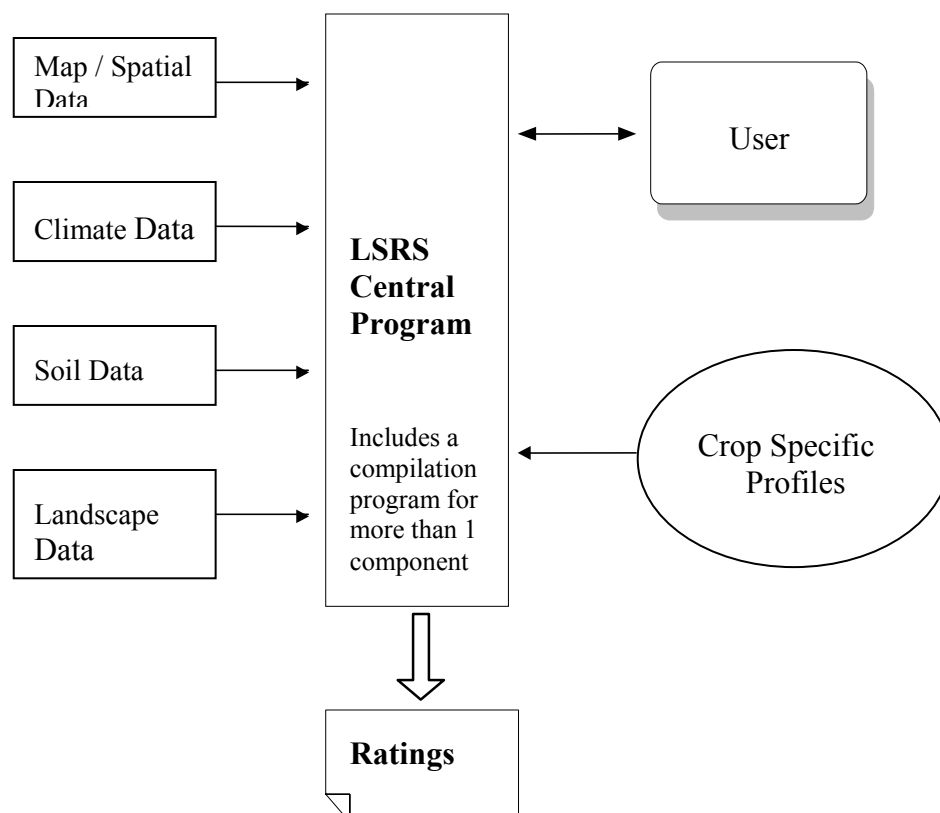 Map / Spatial
Data
Climate Data
Soil Data
Landscape
Data
LSRS
Central
Program
Includes a
compilation
program for
more than 1
component
User
Crop Specific
Profiles
Ratings